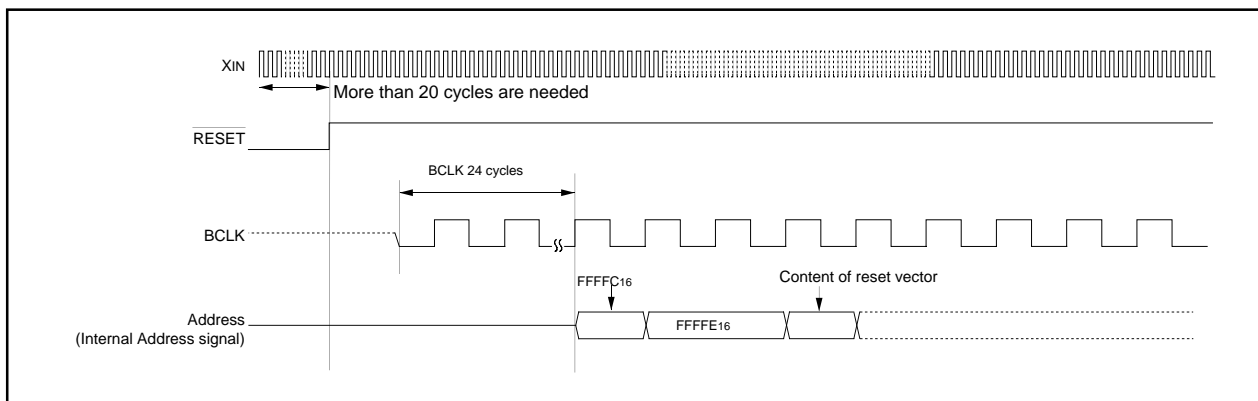 XIN
More than 20 cycles are needed
RESET
BCLK 24 cycles
BCLK
FFFFC16
Content of reset vector
Address
(Internal Address signal)
FFFFE16